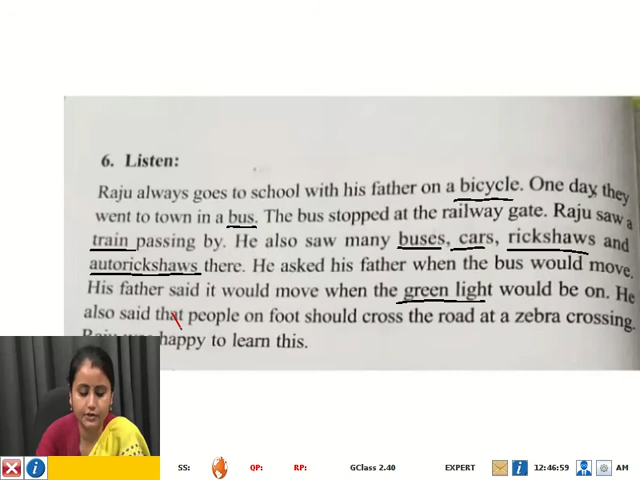 6. Listen:
Raju always goes to school with his father on a bicycle. One day, they
went to town in a bus. The bus stopped at the railway gate. Raju saw a
train passing by. He also saw many buses, cars, rickshaws and
autorickshaws there. He asked his father when the bus would move.
His father said it would move when the green light would be on. He
also said that people on foot should cross the road at a zebra crossing.
happy to learn this.
SS: QP: RP: GClass 2.40 EXPERT 12:46:59 AM